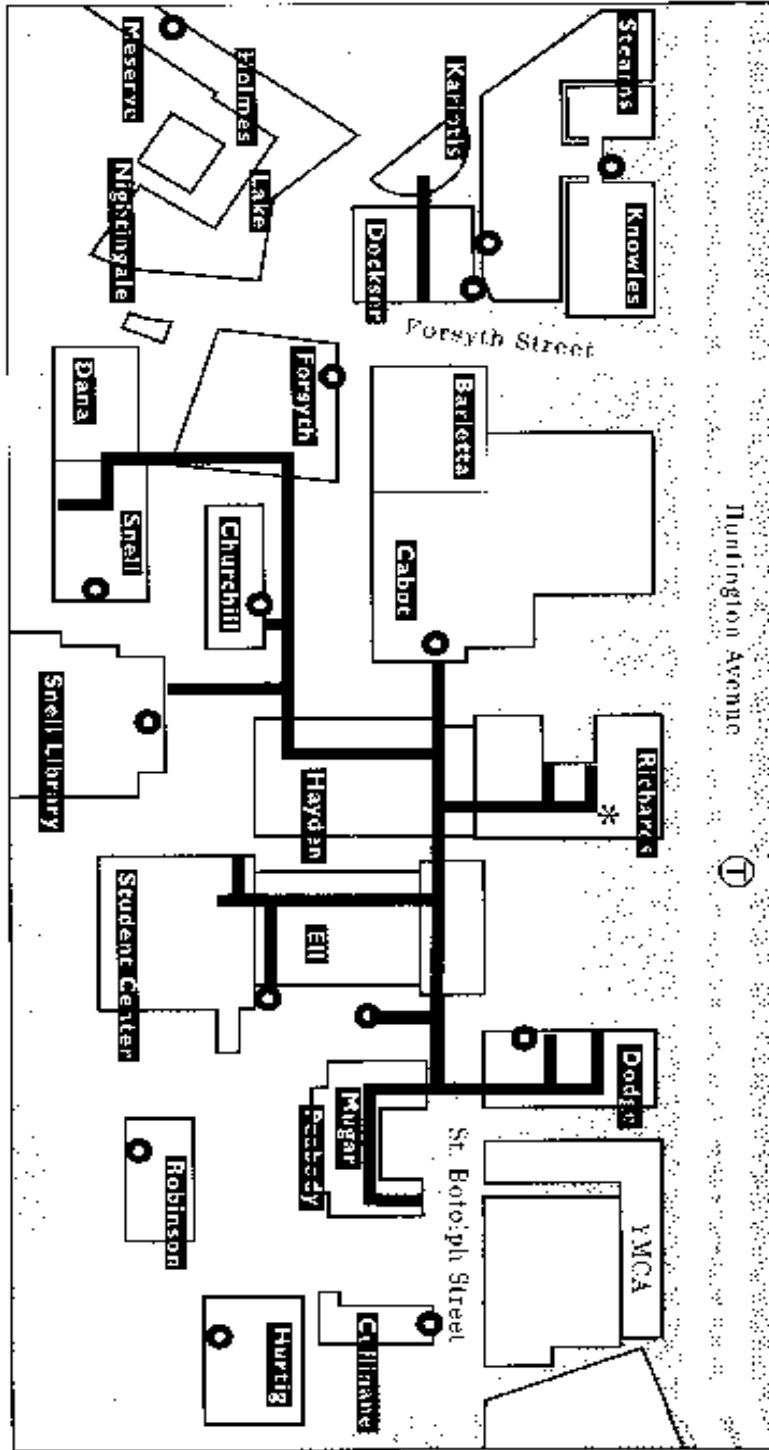 Meserve
Holmes
Nightingale
Lake
Kariotis
Dockser
Stearns
Knowles
Forsyth Street
Dana
Snell
Forsyth
Churchill
Barletta
Cabot
Huntington Avenue
Snell Library
Hayden
Richards
*
T
Student Center
Ell
Dodge
Mugar
Peabody
St. Botolph Street
YMCA
Robinson
Hurtig
Cullinane